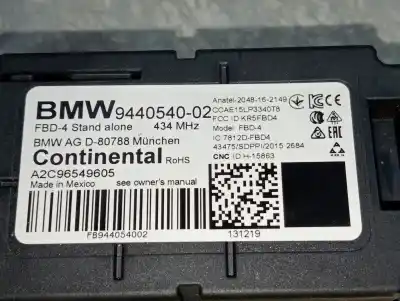 BMW 9440540-02
FBD-4 Stand alone 434 MHz
BMW AG D-80788 München
Continental RoHS
A2C96549605
Made in Mexico see owner's manual
FB944054002
Anatel-2048-16-2149
CCAE15LP3340T8
FCC ID:KR5FBD4
Model: FBD-4
IC:7812D-FBD4
43475/SDPPI/2015 2684
CNC ID:H-15863
131219